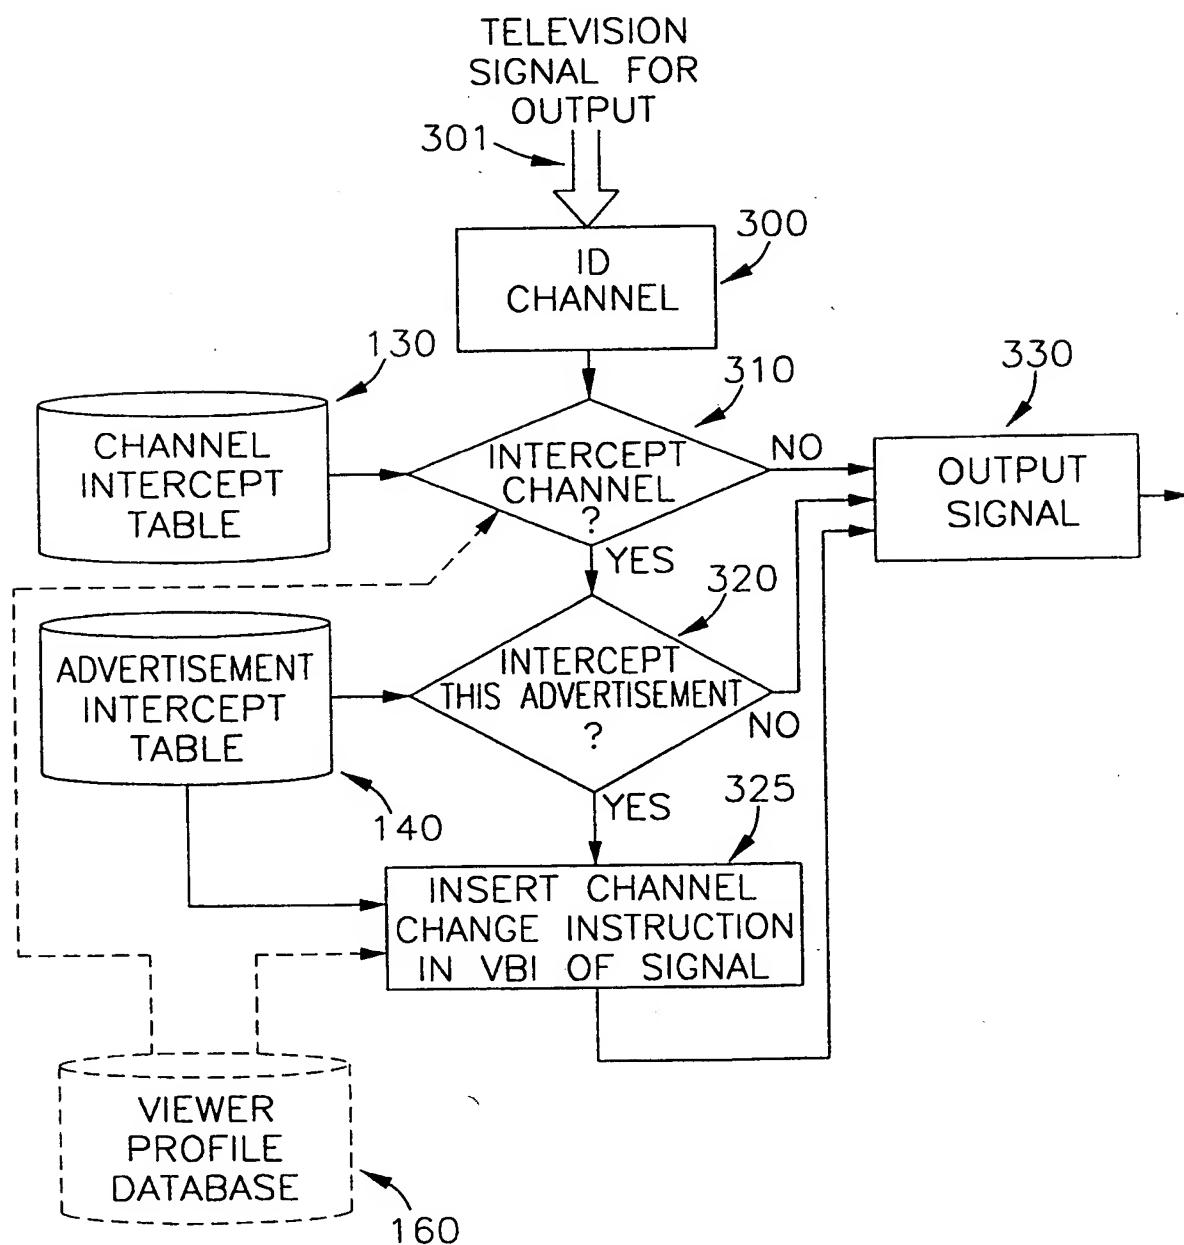 TELEVISION
SIGNAL FOR
OUTPUT
301
300
ID
CHANNEL
130
310
330
CHANNEL
INTERCEPT
TABLE
INTERCEPT
CHANNEL
?
NO
OUTPUT
SIGNAL
YES
320
ADVERTISEMENT
INTERCEPT
TABLE
INTERCEPT
THIS ADVERTISEMENT
?
NO
140
YES
325
INSERT CHANNEL
CHANGE INSTRUCTION
IN VBI OF SIGNAL
VIEWER
PROFILE
DATABASE
160